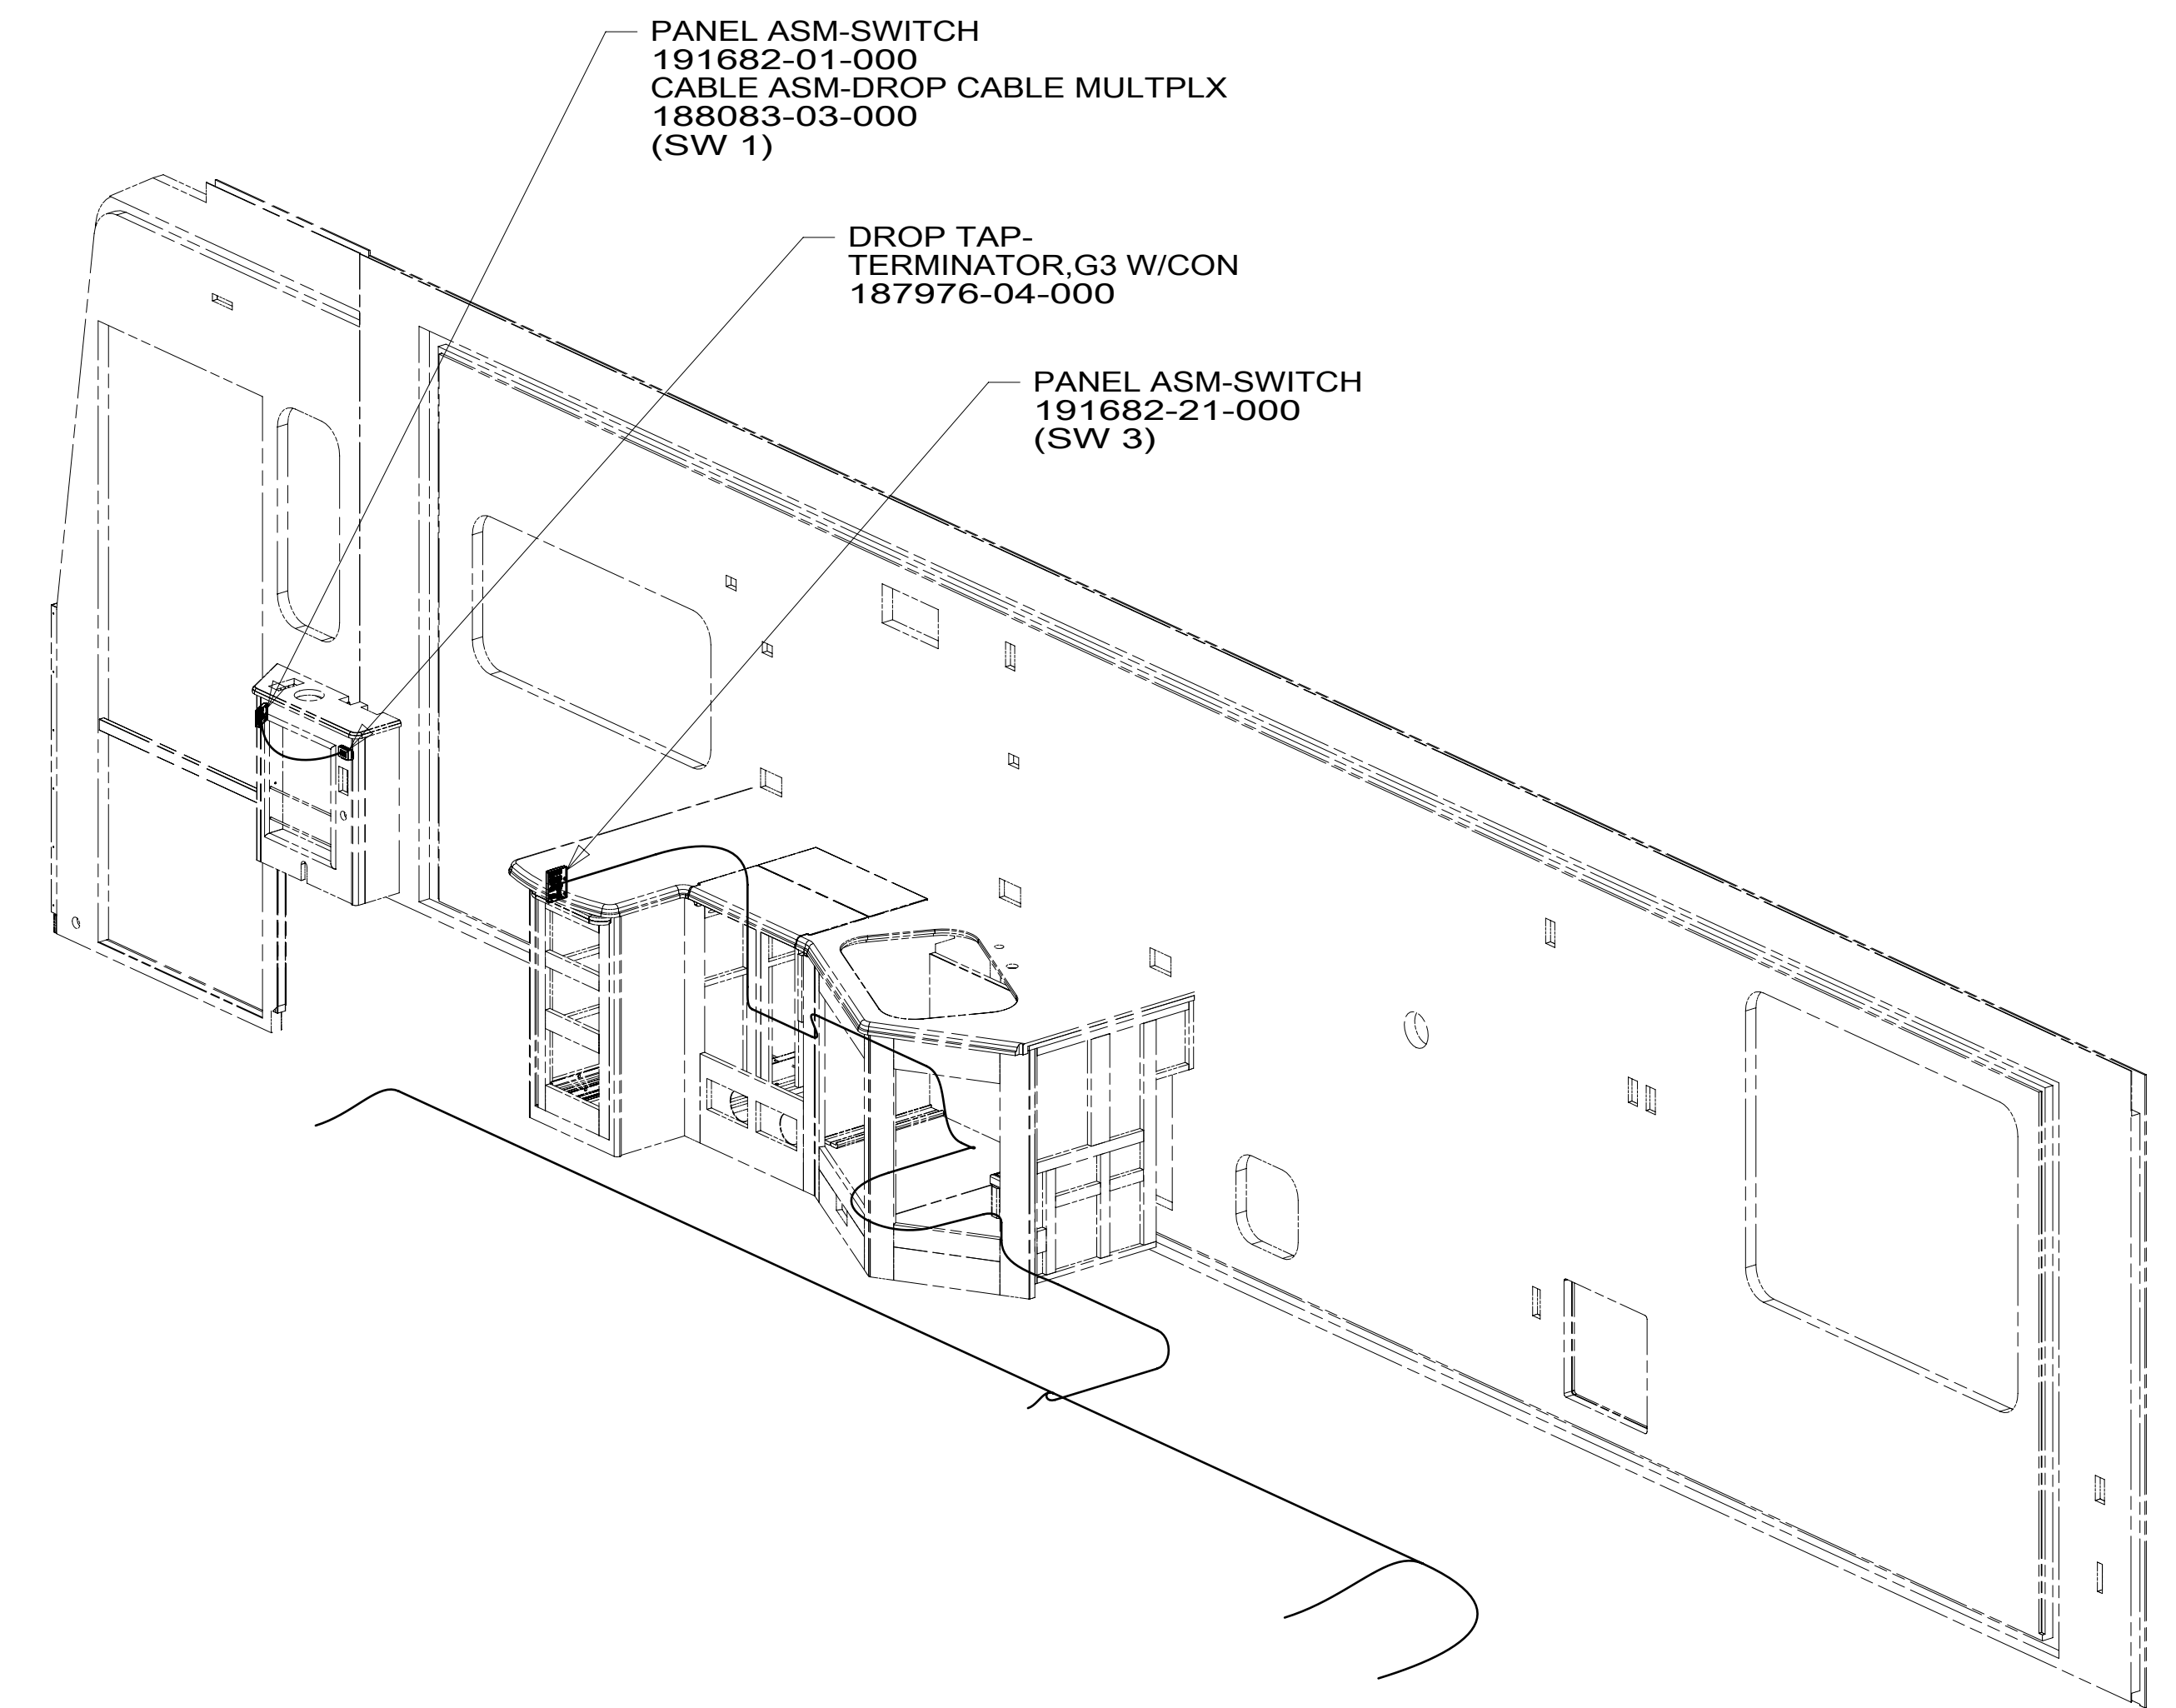 PANEL ASM-SWITCH
191682-01-000
CABLE ASM-DROP CABLE MULTPLX
188083-03-000
(SW 1)
DROP TAP-
TERMINATOR,G3 W/CON
187976-04-000
PANEL ASM-SWITCH
191682-21-000
(SW 3)